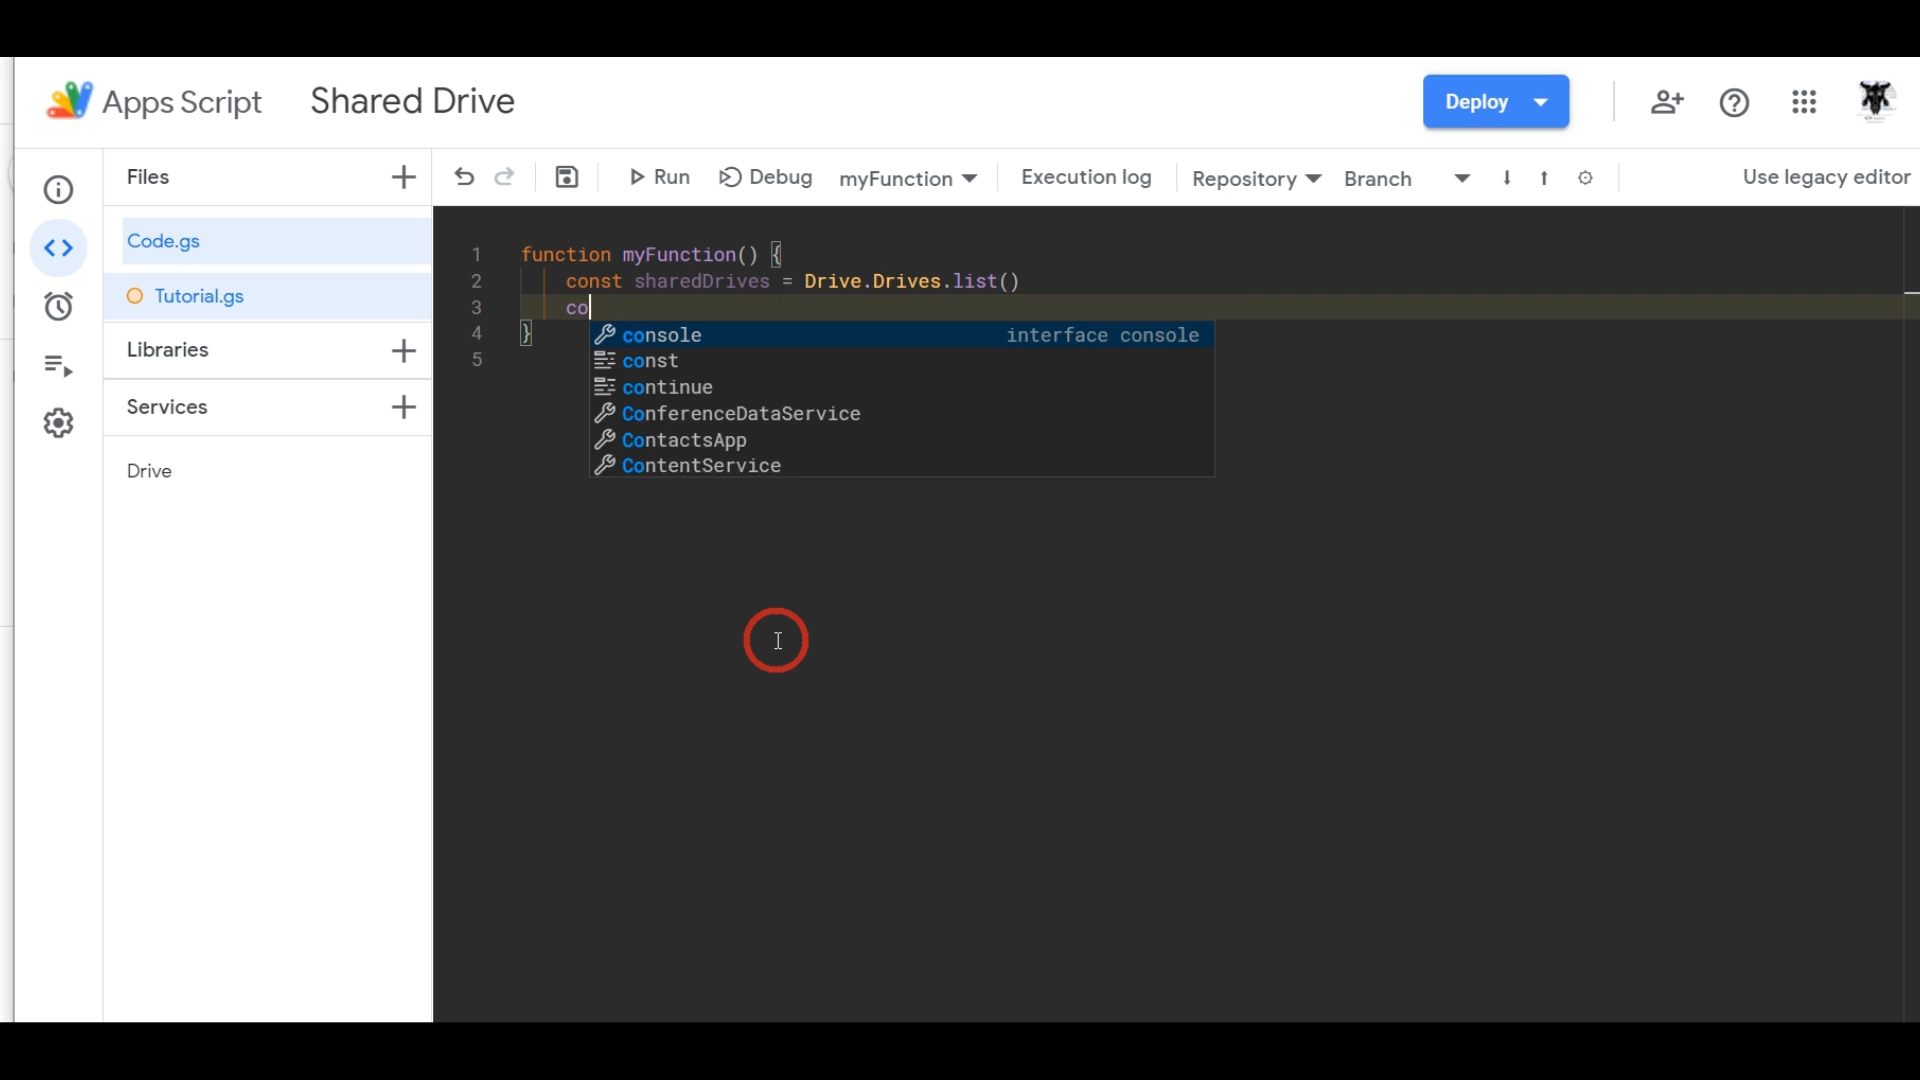 Apps Script Shared Drive Deploy
Files Run Debug myFunction Execution log Repository Branch Use legacy editor
Code.gs
Tutorial.gs
Libraries
Services
Drive
1 function myFunction() {
2 const sharedDrives = Drive.Drives.list()
3 co
4 }
5
console interface console
const
continue
ConferenceDataService
ContactsApp
ContentService